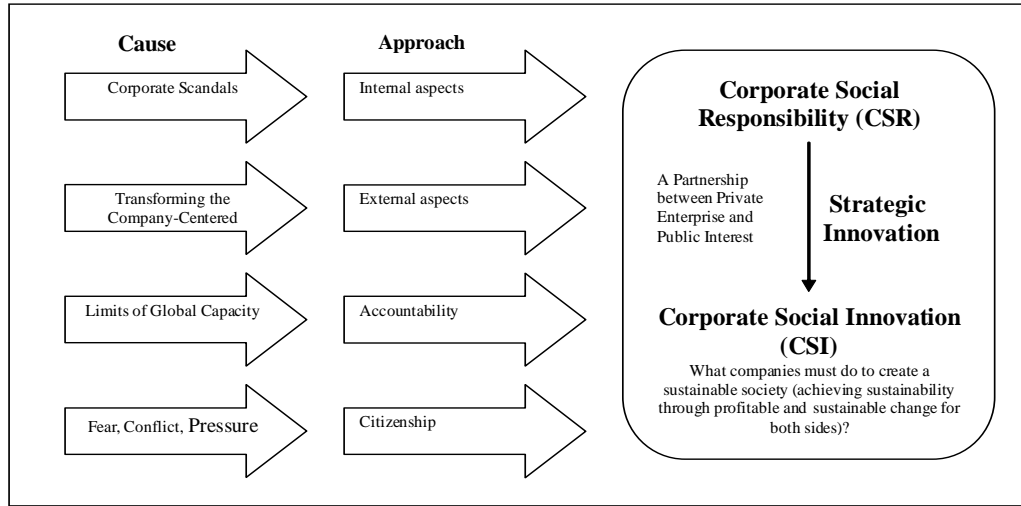 Cause
Approach
Corporate Scandals
Internal aspects
Transforming the
Company-Centered
External aspects
Limits of Global Capacity
Accountability
Fear, Conflict, Pressure
Citizenship
Corporate Social
Responsibility (CSR)
A Partnership
between Private
Enterprise and
Public Interest
Strategic
Innovation
Corporate Social Innovation
(CSI)
What companies must do to create a
sustainable society (achieving sustainability
through profitable and sustainable change for
both sides)?